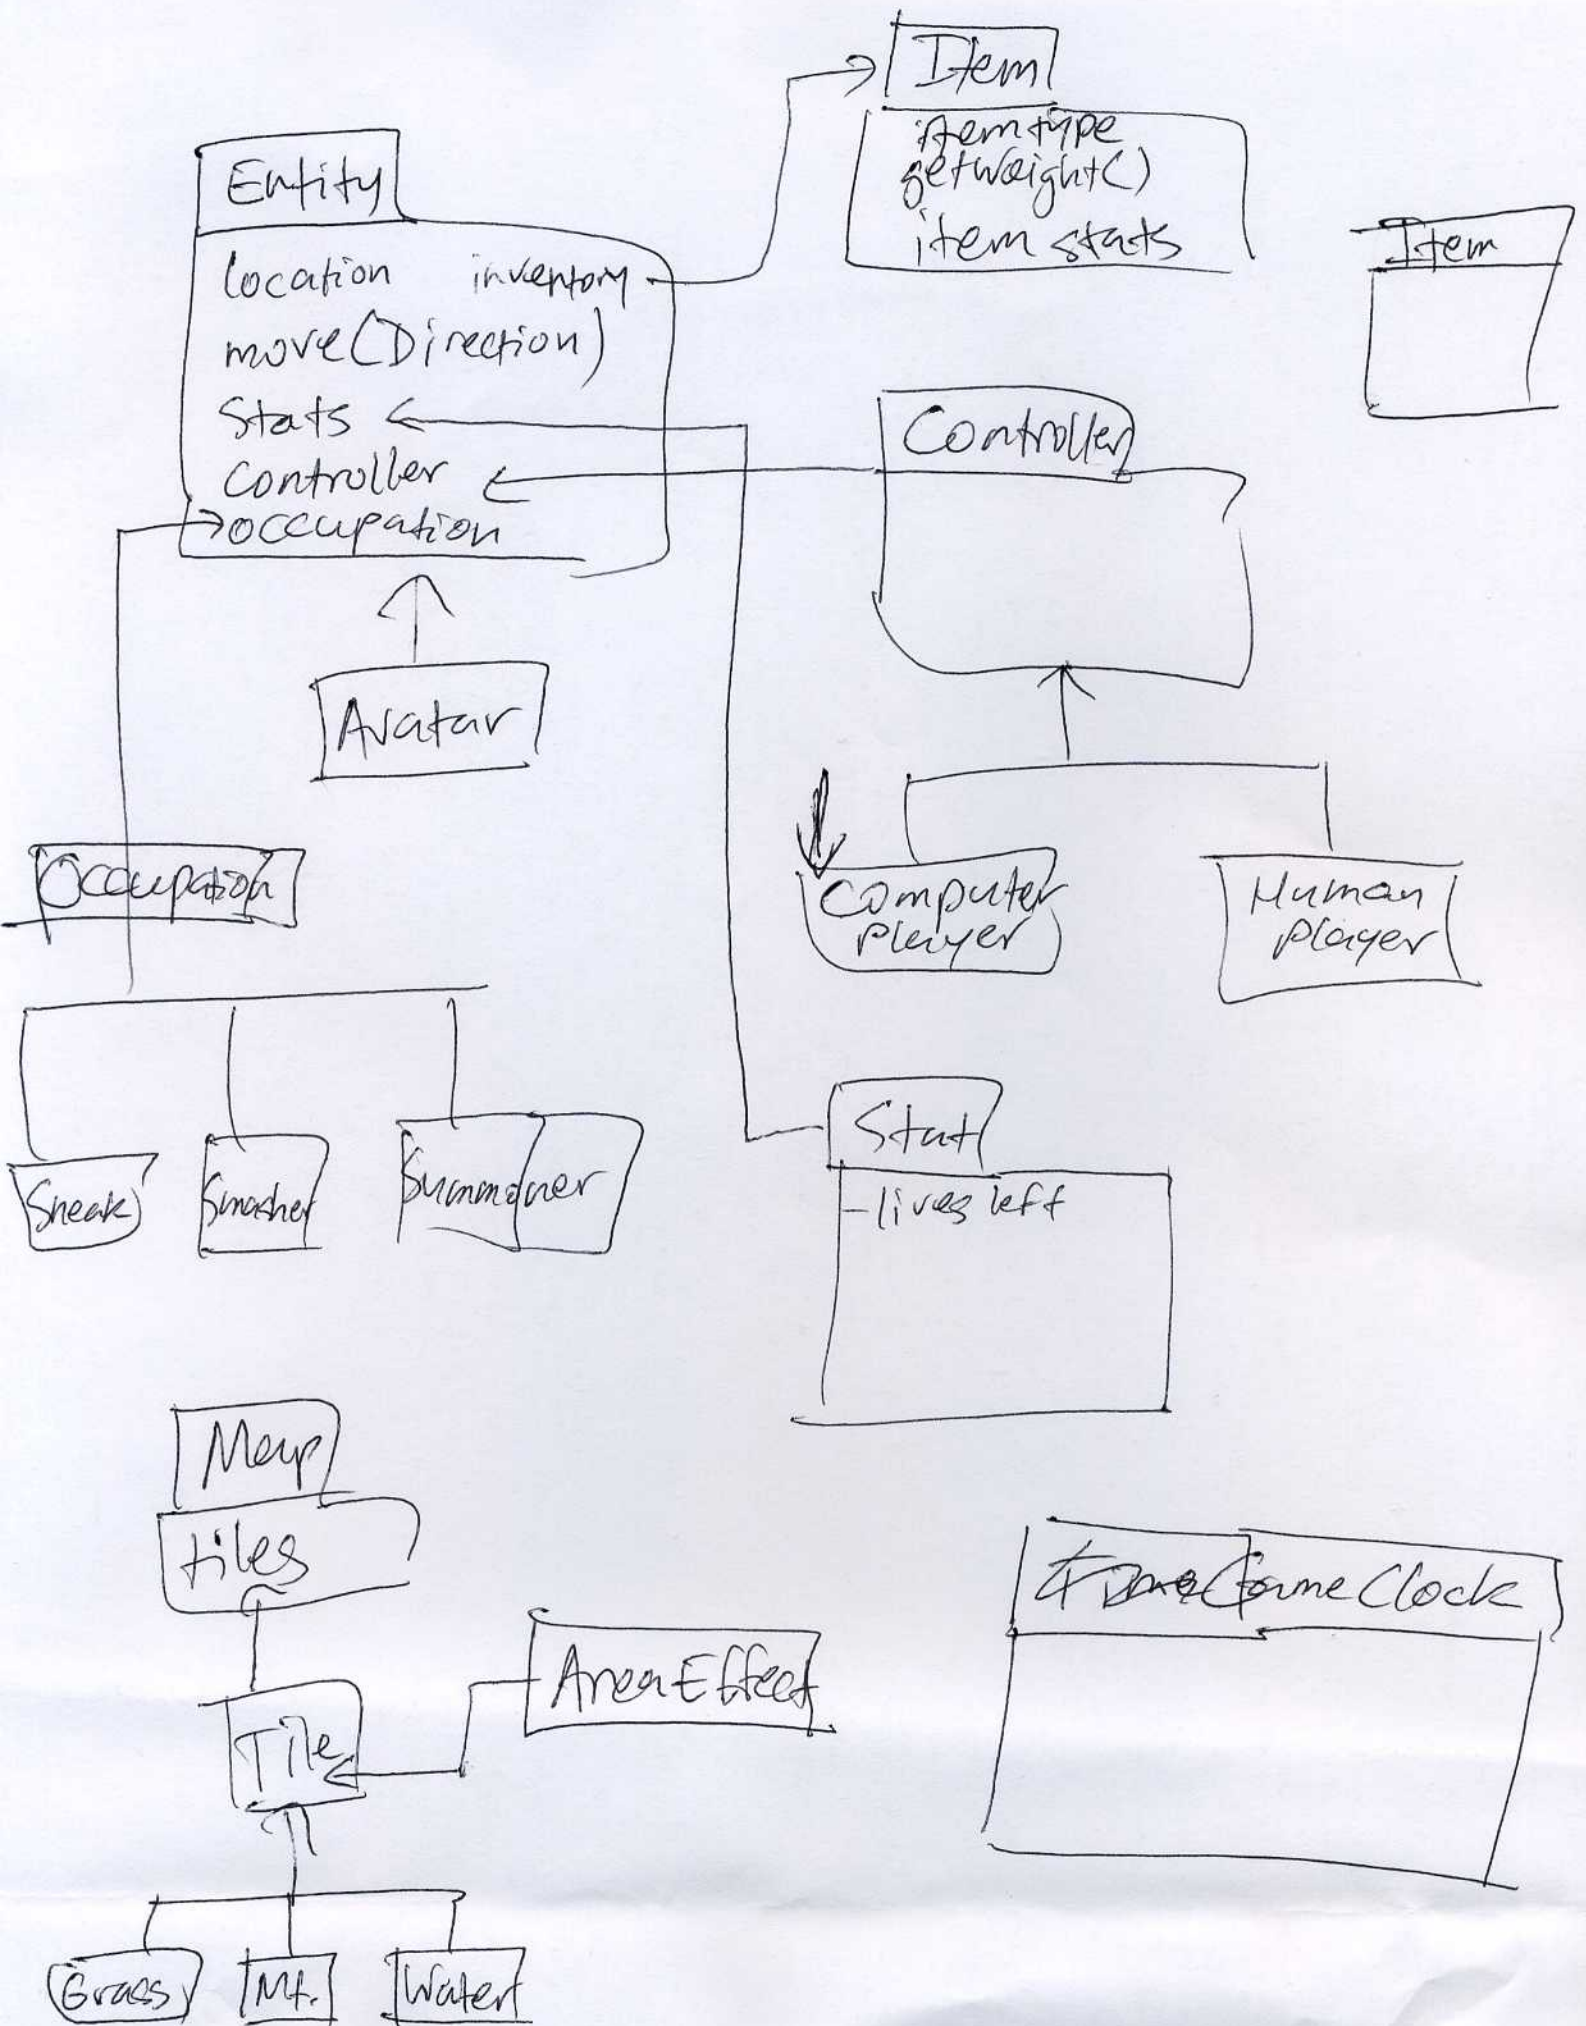 Item
itemtype
getWeight()
item stats
Entity
location inventory
move(Direction)
Stats
Controller
occupation
Item
Controller
Avatar
Occupation
Computer
Player
Human
player
Sneak
Smasher
Summoner
Stat
- lives left
Map
tiles
GameClock
AreaEffect
Tile
Grass
Mt.
Water